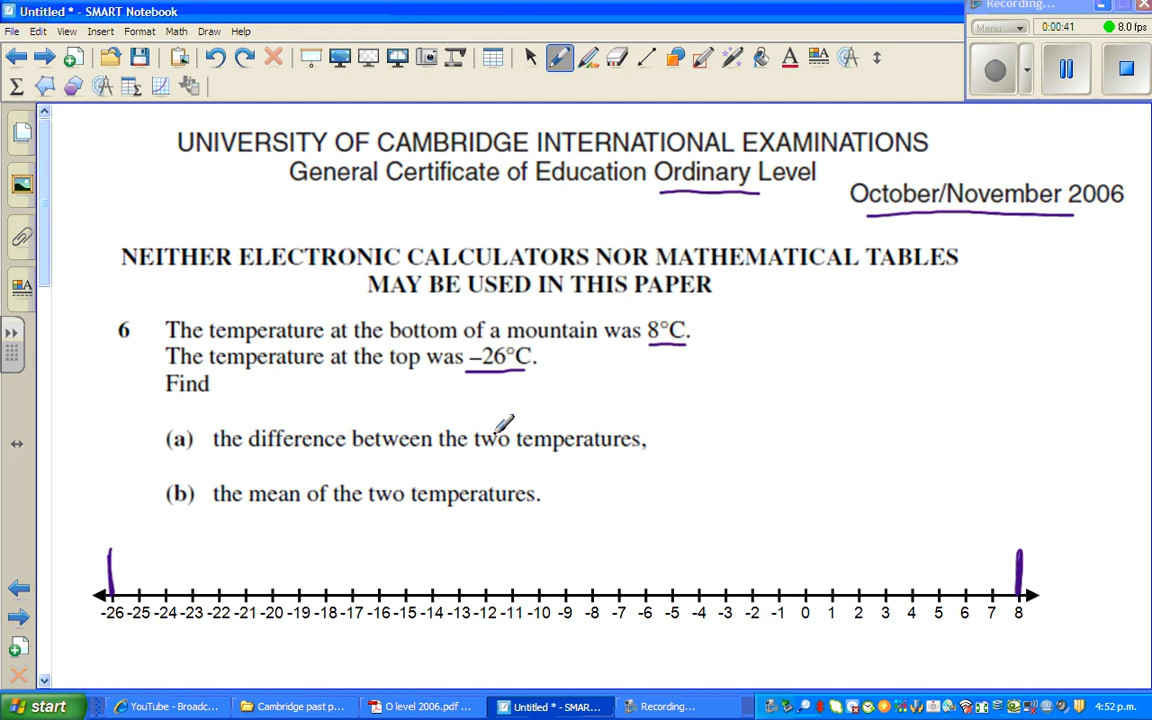 Untitled * - SMART Notebook
Recording...
File Edit View Insert Format Math Draw Help
Menu 0:00:41 8.0 fps
UNIVERSITY OF CAMBRIDGE INTERNATIONAL EXAMINATIONS
General Certificate of Education Ordinary Level
October/November 2006
NEITHER ELECTRONIC CALCULATORS NOR MATHEMATICAL TABLES
MAY BE USED IN THIS PAPER
6 The temperature at the bottom of a mountain was 8°C.
The temperature at the top was –26°C.
Find
(a) the difference between the two temperatures,
(b) the mean of the two temperatures.
-26 -25 -24 -23 -22 -21 -20 -19 -18 -17 -16 -15 -14 -13 -12 -11 -10 -9 -8 -7 -6 -5 -4 -3 -2 -1 0 1 2 3 4 5 6 7 8
start YouTube - Broadc... Cambridge past p... O level 2006.pdf ... Untitled * - SMAR... Recording... 4:52 p.m.